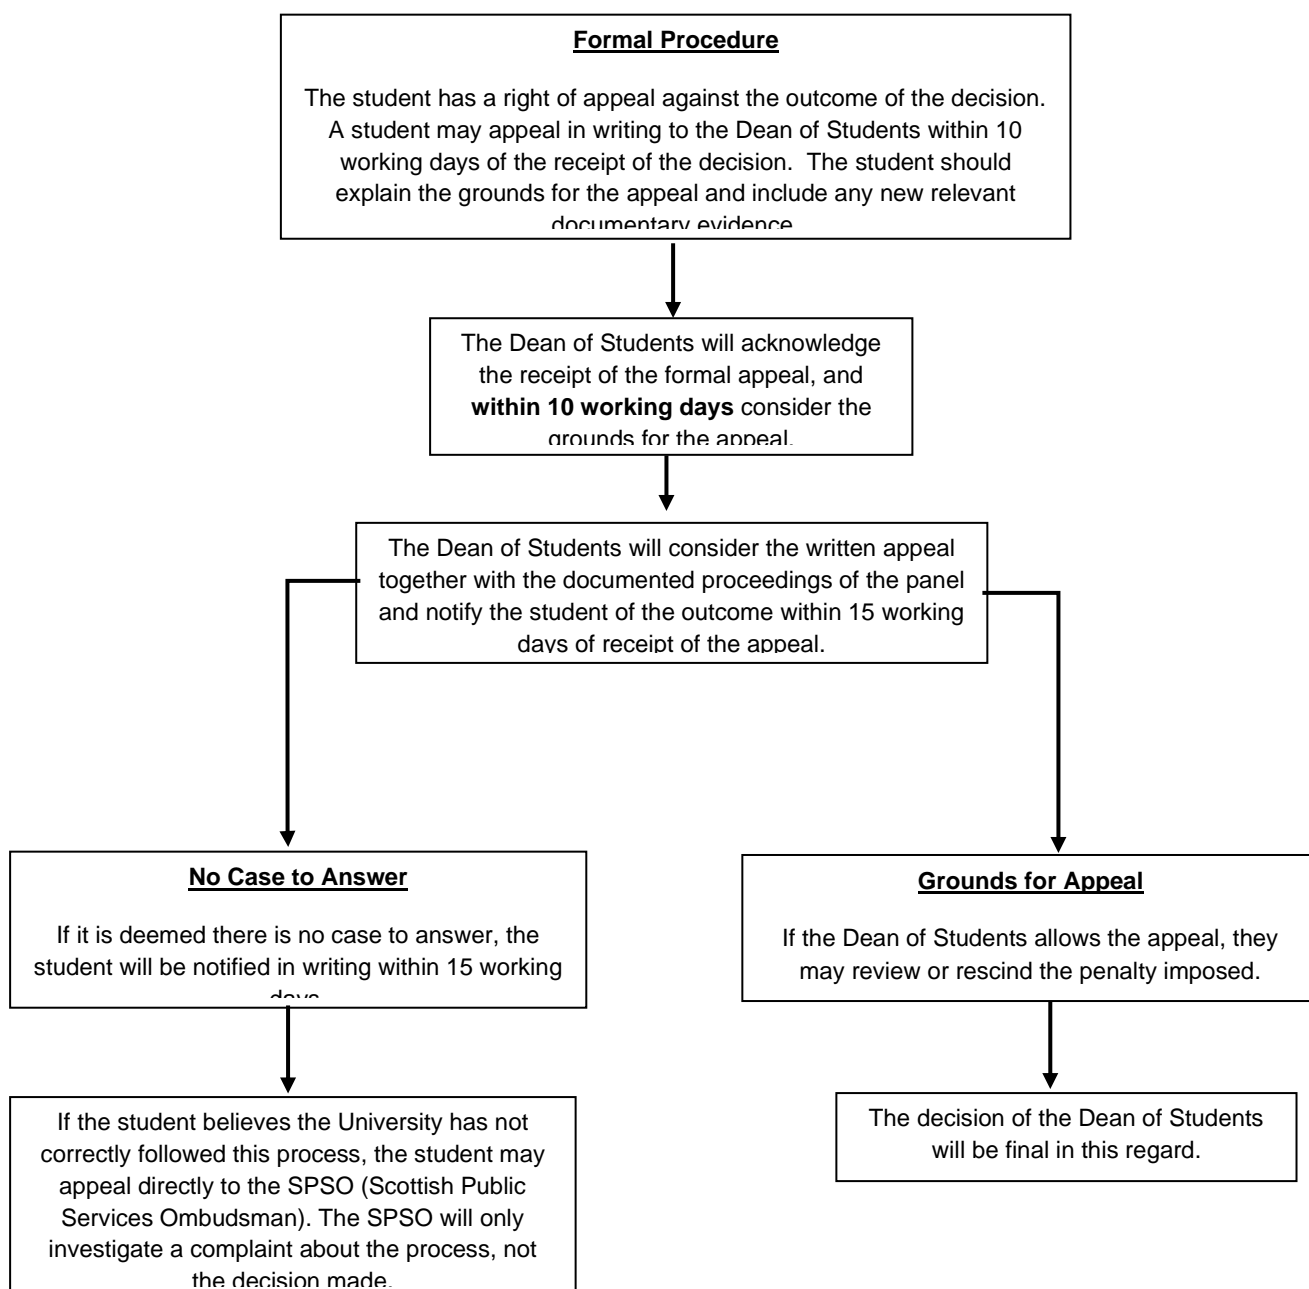 Formal Procedure
The student has a right of appeal against the outcome of the decision.
A student may appeal in writing to the Dean of Students within 10
working days of the receipt of the decision.  The student should
explain the grounds for the appeal and include any new relevant
documentary evidence
The Dean of Students will acknowledge
the receipt of the formal appeal, and
within 10 working days consider the
grounds for the appeal.
The Dean of Students will consider the written appeal
together with the documented proceedings of the panel
and notify the student of the outcome within 15 working
days of receipt of the appeal.
No Case to Answer
If it is deemed there is no case to answer, the
student will be notified in writing within 15 working
days
If the student believes the University has not
correctly followed this process, the student may
appeal directly to the SPSO (Scottish Public
Services Ombudsman). The SPSO will only
investigate a complaint about the process, not
the decision made.
Grounds for Appeal
If the Dean of Students allows the appeal, they
may review or rescind the penalty imposed.
The decision of the Dean of Students
will be final in this regard.